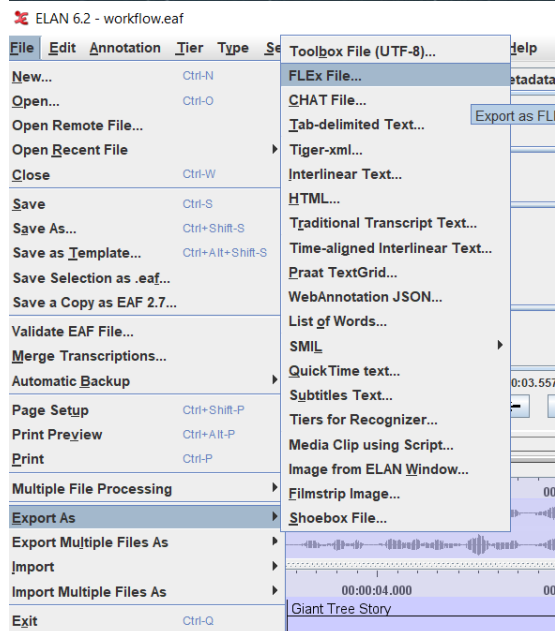 ELAN 6.2 - workflow.eaf
File Edit Annotation Tier Type Help
New... Ctrl-N
Open... Ctrl-O
Open Remote File...
Open Recent File
Close Ctrl-W
Save Ctrl-S
Save As... Ctrl+Shift-S
Save as Template... Ctrl+Alt+Shift-S
Save Selection as .eaf...
Save a Copy as EAF 2.7...
Validate EAF File...
Merge Transcriptions...
Automatic Backup
Page Setup Ctrl+Shift-P
Print Preview Ctrl+Alt-P
Print Ctrl-P
Multiple File Processing
Export As
Export Multiple Files As
Import
Import Multiple Files As
Exit Ctrl-Q
Toolbox File (UTF-8)...
FLEx File...
CHAT File...
Tab-delimited Text...
Tiger-xml...
Interlinear Text...
HTML...
Traditional Transcript Text...
Time-aligned Interlinear Text...
Praat TextGrid...
WebAnnotation JSON...
List of Words...
SMIL
QuickTime text...
Subtitles Text...
Tiers for Recognizer...
Media Clip using Script...
Image from ELAN Window...
Filmstrip Image...
Shoebox File...
etadata
Export as FLE
0:03.557
00:00:04.000
Giant Tree Story